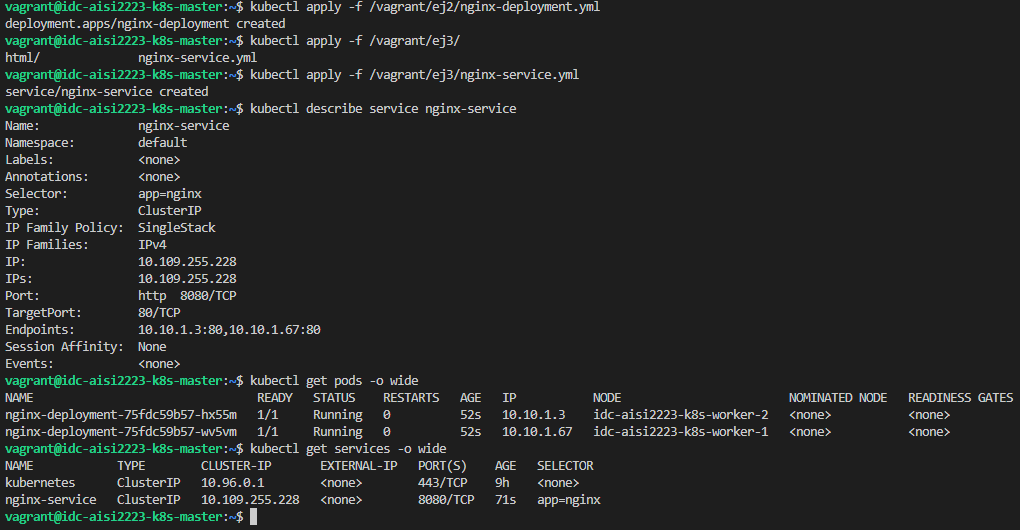 vagrant@idc-aisi2223-k8s-master:~$ kubectl apply -f /vagrant/ej2/nginx-deployment.yml
deployment.apps/nginx-deployment created
vagrant@idc-aisi2223-k8s-master:~$ kubectl apply -f /vagrant/ej3/
html/              nginx-service.yml
vagrant@idc-aisi2223-k8s-master:~$ kubectl apply -f /vagrant/ej3/nginx-service.yml
service/nginx-service created
vagrant@idc-aisi2223-k8s-master:~$ kubectl describe service nginx-service
Name:              nginx-service
Namespace:         default
Labels:            <none>
Annotations:       <none>
Selector:          app=nginx
Type:              ClusterIP
IP Family Policy:  SingleStack
IP Families:       IPv4
IP:                10.109.255.228
IPs:               10.109.255.228
Port:              http  8080/TCP
TargetPort:        80/TCP
Endpoints:         10.10.1.3:80,10.10.1.67:80
Session Affinity:  None
Events:            <none>
vagrant@idc-aisi2223-k8s-master:~$ kubectl get pods -o wide
NAME                                READY   STATUS    RESTARTS   AGE   IP           NODE                        NOMINATED NODE   READINESS GATES
nginx-deployment-75fdc59b57-hx55m   1/1     Running   0          52s   10.10.1.3    idc-aisi2223-k8s-worker-2   <none>           <none>
nginx-deployment-75fdc59b57-wv5vm   1/1     Running   0          52s   10.10.1.67   idc-aisi2223-k8s-worker-1   <none>           <none>
vagrant@idc-aisi2223-k8s-master:~$ kubectl get services -o wide
NAME            TYPE        CLUSTER-IP       EXTERNAL-IP   PORT(S)    AGE   SELECTOR
kubernetes      ClusterIP   10.96.0.1        <none>        443/TCP    9h    <none>
nginx-service   ClusterIP   10.109.255.228   <none>        8080/TCP   71s   app=nginx
vagrant@idc-aisi2223-k8s-master:~$